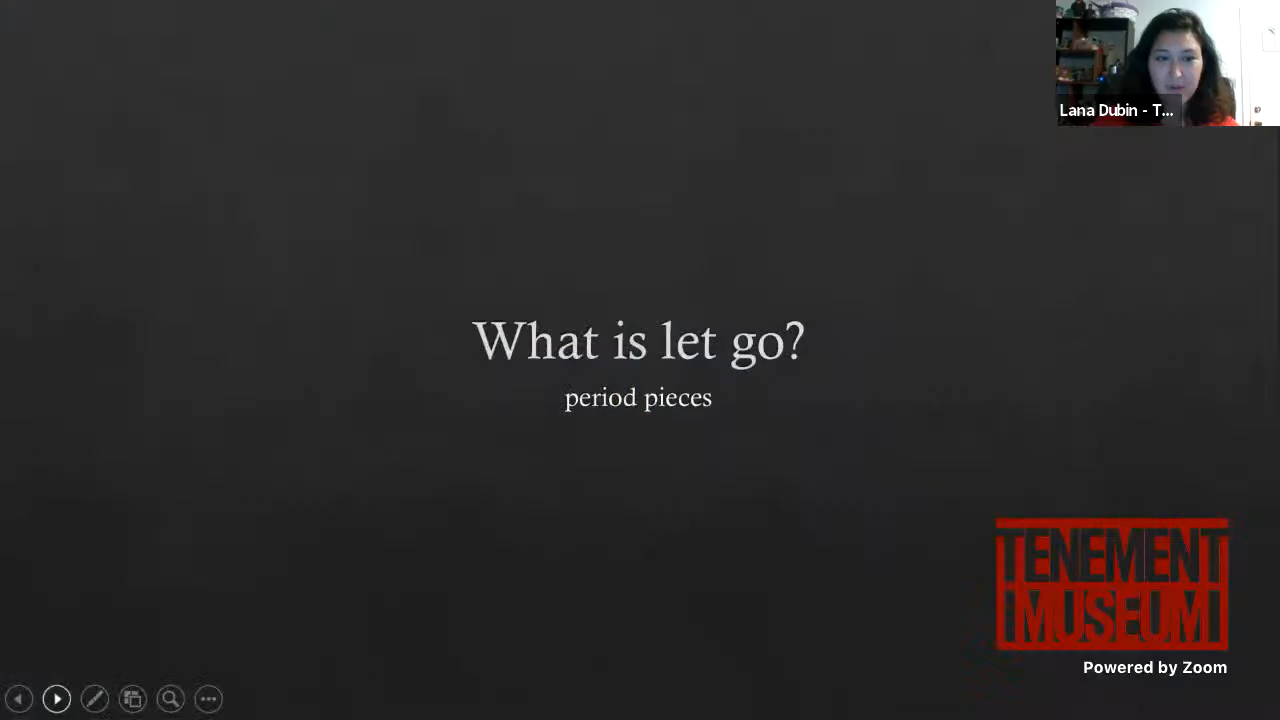 Lana Dubin - T...
What is let go?
period pieces
TENEMENT
MUSEUM
Powered by Zoom